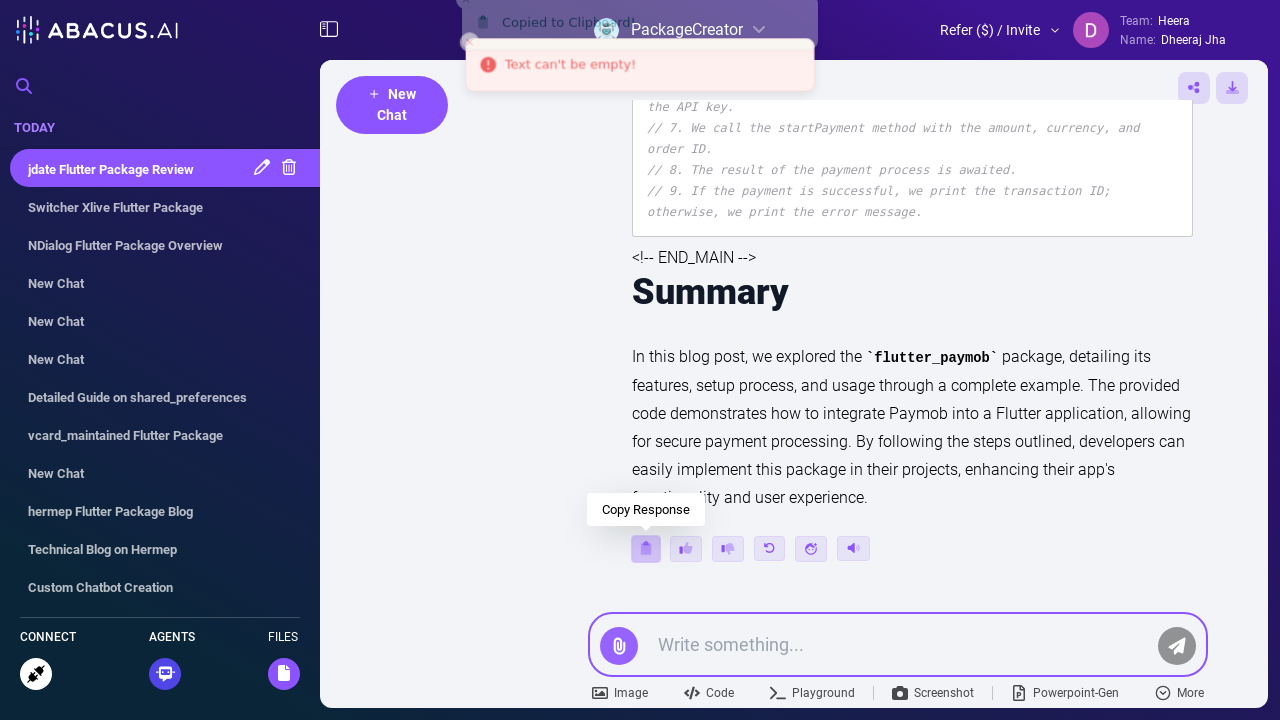 ABACUS.AI
Copied to Clipboard!
PackageCreator
Refer ($) / Invite
D
Team: Heera
Name: Dheeraj Jha
Text can't be empty!
TODAY
jdate Flutter Package Review
Switcher Xlive Flutter Package
NDialog Flutter Package Overview
New Chat
New Chat
New Chat
Detailed Guide on shared_preferences
vcard_maintained Flutter Package
New Chat
hermep Flutter Package Blog
Technical Blog on Hermep
Custom Chatbot Creation
CONNECT
AGENTS
FILES
+ New
Chat
the API key.
// 7. We call the startPayment method with the amount, currency, and
order ID.
// 8. The result of the payment process is awaited.
// 9. If the payment is successful, we print the transaction ID;
otherwise, we print the error message.
<!-- END_MAIN -->
Summary
In this blog post, we explored the `flutter_paymob` package, detailing its
features, setup process, and usage through a complete example. The provided
code demonstrates how to integrate Paymob into a Flutter application, allowing
for secure payment processing. By following the steps outlined, developers can
easily implement this package in their projects, enhancing their app's
functionality and user experience.
Copy Response
Write something...
Image
Code
Playground
Screenshot
Powerpoint-Gen
More